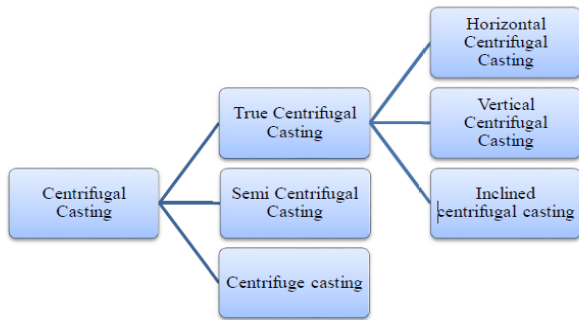 Horizontal
Centrifugal
Casting
True Centrifugal
Casting
Vertical
Centrifugal
Casting
Centrifugal
Casting
Semi Centrifugal
Casting
Inclined
centrifugal casting
Centrifuge casting